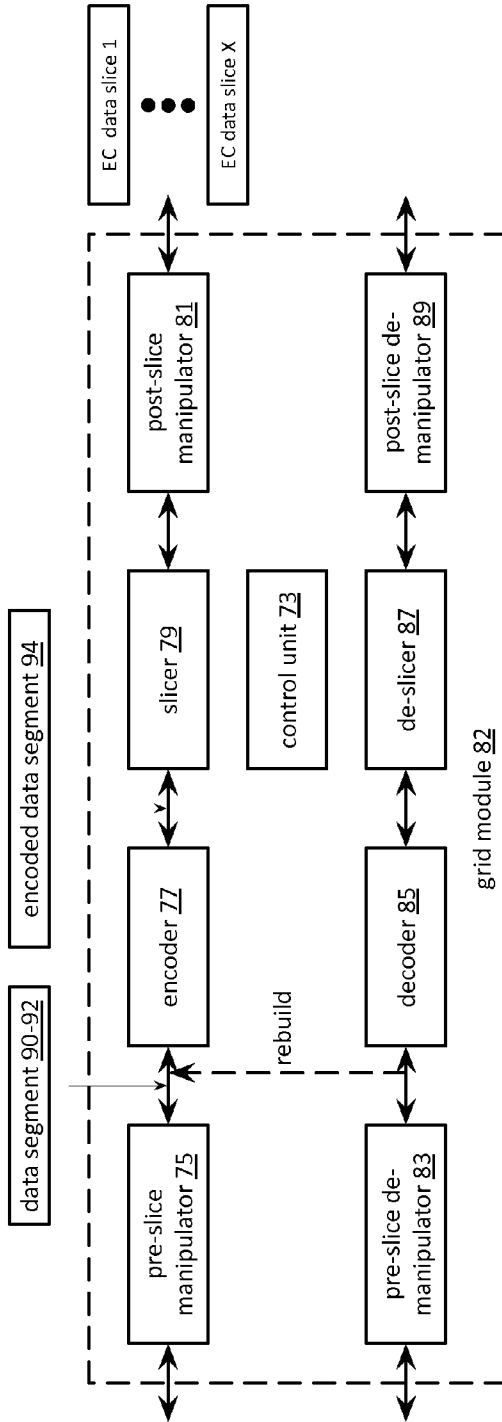 data segment 90-92
encoded data segment 94
EC data slice 1
EC data slice X
pre-slice
manipulator 75
encoder 77
slicer 79
post-slice
manipulator 81
rebuild
control unit 73
pre-slice de-
manipulator 83
decoder 85
de-slicer 87
post-slice de-
manipulator 89
grid module 82